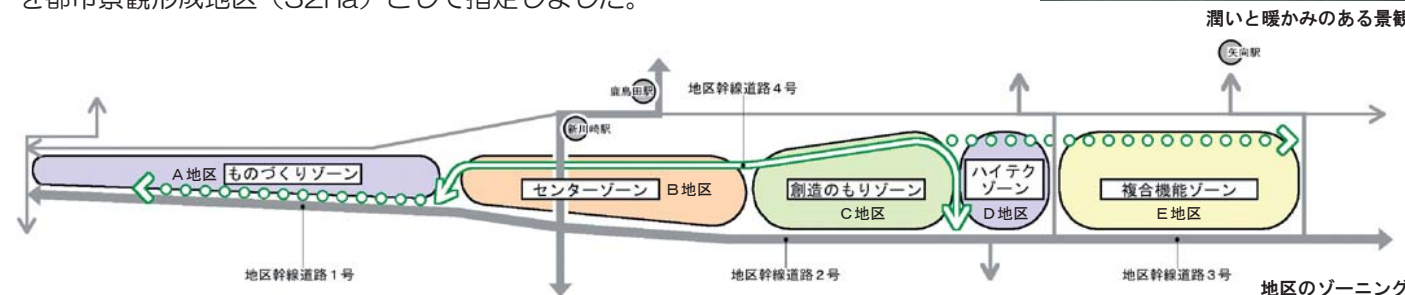 を都市景観形成地区（32ha）として指定しました。
潤いと暖かみのある景観
矢向駅
鹿島田駅
地区幹線道路４号
新川崎駅
Ａ地区 ものづくりゾーン
センターゾーン Ｂ地区
創造のもりゾーン
Ｃ地区
ハイテク
ゾーン
Ｄ地区
複合機能ゾーン
Ｅ地区
地区幹線道路１号
地区幹線道路２号
地区幹線道路３号
地区のゾーニング